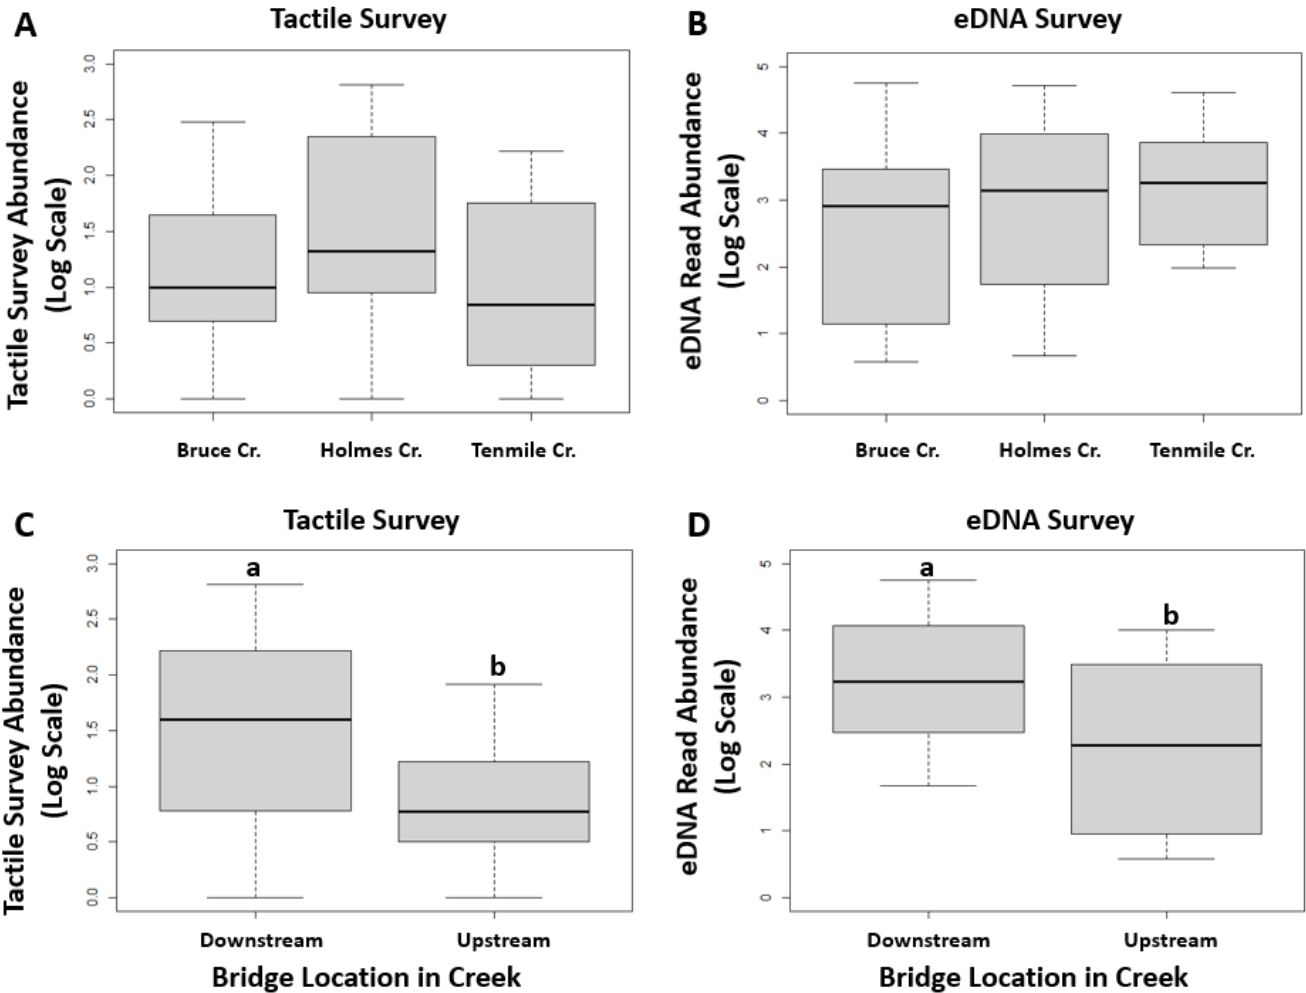 A
Tactile Survey
Tactile Survey Abundance
(Log Scale)
3.0
2.5
2.0
1.5
1.0
0.5
0.0
Bruce Cr.
Holmes Cr.
Tenmile Cr.
B
eDNA Survey
eDNA Read Abundance
(Log Scale)
5
4
3
2
1
0
Bruce Cr.
Holmes Cr.
Tenmile Cr.
C
Tactile Survey
Tactile Survey Abundance
(Log Scale)
3.0
2.5
2.0
1.5
1.0
0.5
0.0
a
b
Downstream
Upstream
Bridge Location in Creek
D
eDNA Survey
eDNA Read Abundance
(Log Scale)
5
4
3
2
1
0
a
b
Downstream
Upstream
Bridge Location in Creek